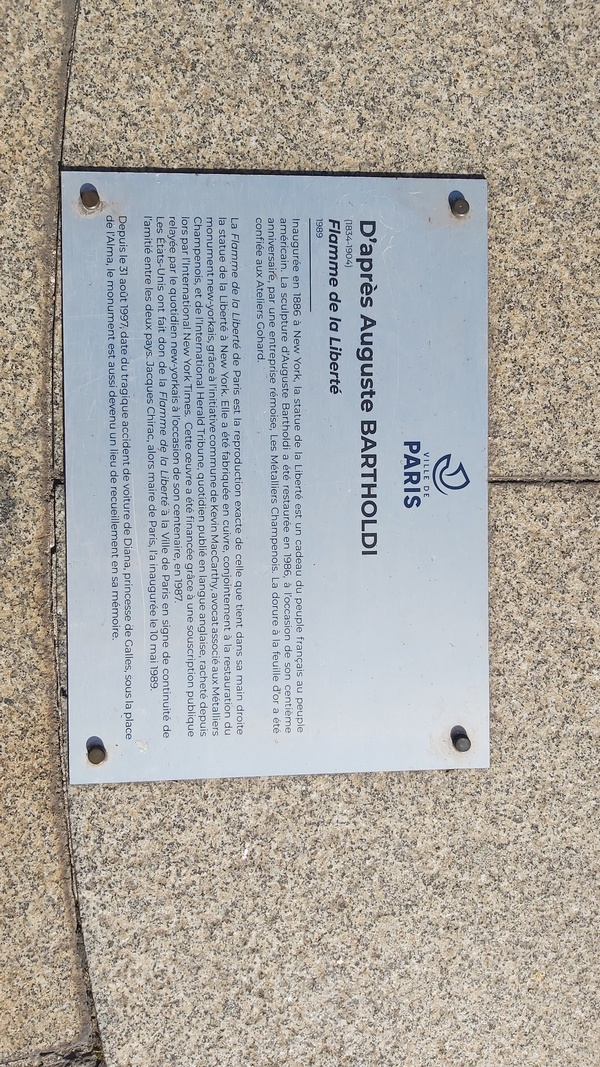 VILLE DE
PARIS
D'après Auguste BARTHOLDI
(1834-1904)
Flamme de la Liberté
1989
Inaugurée en 1886 à New York, la statue de la Liberté est un cadeau du peuple français au peuple
américain. La sculpture d'Auguste Bartholdi a été restaurée en 1986, à l'occasion de son centième
anniversaire, par une entreprise rémoise, Les Métalliers Champenois. La dorure à la feuille d'or a été
confiée aux Ateliers Gohard.
La Flamme de la Liberté de Paris est la reproduction exacte de celle que tient dans sa main droite
la statue de la Liberté à New York. Elle a été fabriquée en cuivre, conjointement à la restauration du
monument new-yorkais, grâce à l'initiative commune de Kevin MacCarthy, avocat associé aux Métalliers
Champenois, et de l'International Herald Tribune, quotidien publié en langue anglaise, racheté depuis
lors par l'International New York Times. Cette œuvre a été financée grâce à une souscription publique
relayée par le quotidien new-yorkais à l'occasion de son centenaire, en 1987.
Les États-Unis ont fait don de la Flamme de la Liberté à la Ville de Paris en signe de continuité de
l'amitié entre les deux pays. Jacques Chirac, alors maire de Paris, l'a inaugurée le 10 mai 1989.
Depuis le 31 août 1997, date du tragique accident de voiture de Diana, princesse de Galles, sous la place
de l'Alma, le monument est aussi devenu un lieu de recueillement en sa mémoire.